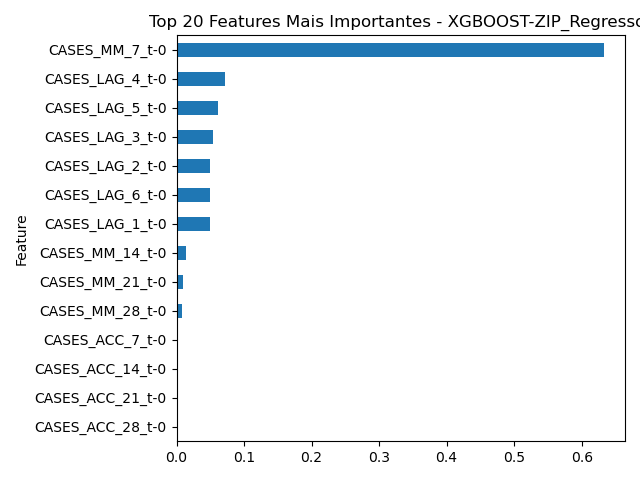 Top 20 Features Mais Importantes - XGBOOST-ZIP_Regresso
CASES_MM_7_t-0
CASES_LAG_4_t-0
CASES_LAG_5_t-0
CASES_LAG_3_t-0
CASES_LAG_2_t-0
CASES_LAG_6_t-0
CASES_LAG_1_t-0
CASES_MM_14_t-0
CASES_MM_21_t-0
CASES_MM_28_t-0
CASES_ACC_7_t-0
CASES_ACC_14_t-0
CASES_ACC_21_t-0
CASES_ACC_28_t-0
Feature
0.0 0.1 0.2 0.3 0.4 0.5 0.6